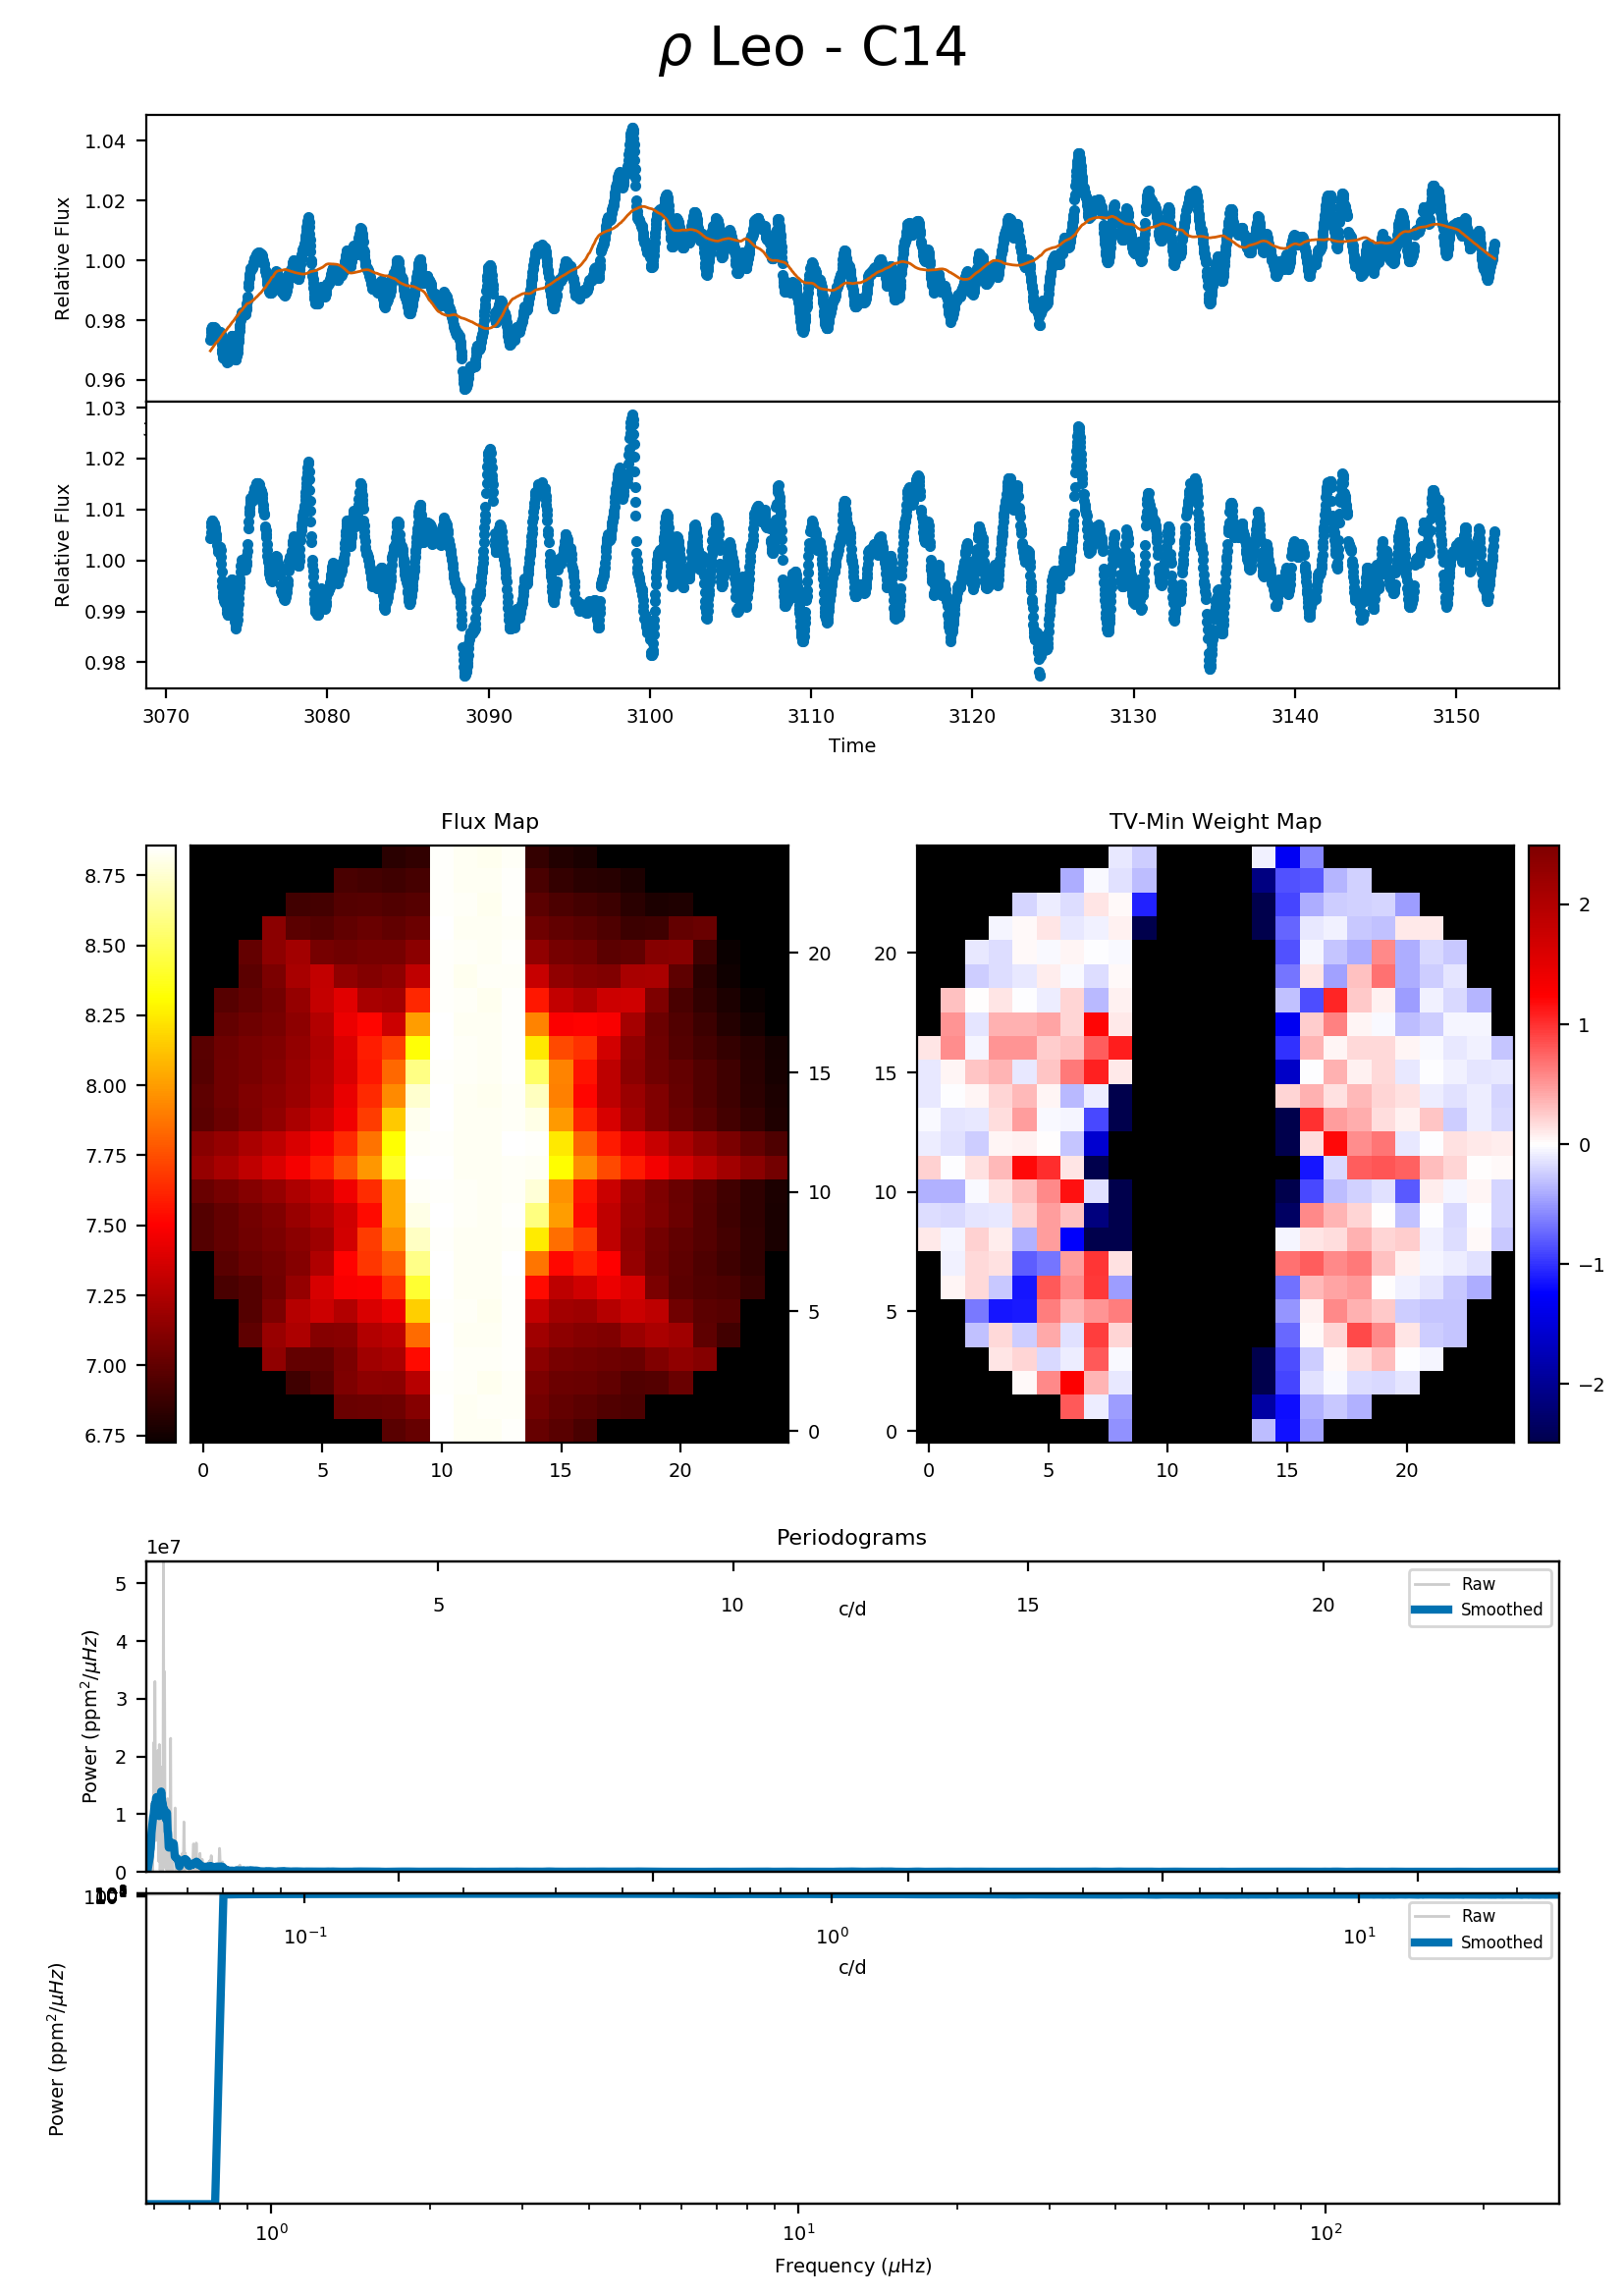 ρ Leo - C14
1.04
1.02
1.00
0.98
0.96
Relative Flux
1.03
1.02
1.01
1.00
0.99
0.98
Relative Flux
3070 3080 3090 3100 3110 3120 3130 3140 3150
Time
Flux Map
8.75
8.50
8.25
8.00
7.75
7.50
7.25
7.00
6.75
20
15
10
5
0
0 5 10 15 20
TV-Min Weight Map
20
15
10
5
0
0 5 10 15 20
2
1
0
−1
−2
Periodograms
1e7
5
4
3
2
1
0
Power (ppm²/μHz)
5 10 15 20
c/d
Raw
Smoothed
10⁻¹ 10⁰ 10¹
c/d
Raw
Smoothed
Power (ppm²/μHz)
10⁰ 10¹ 10²
Frequency (μHz)